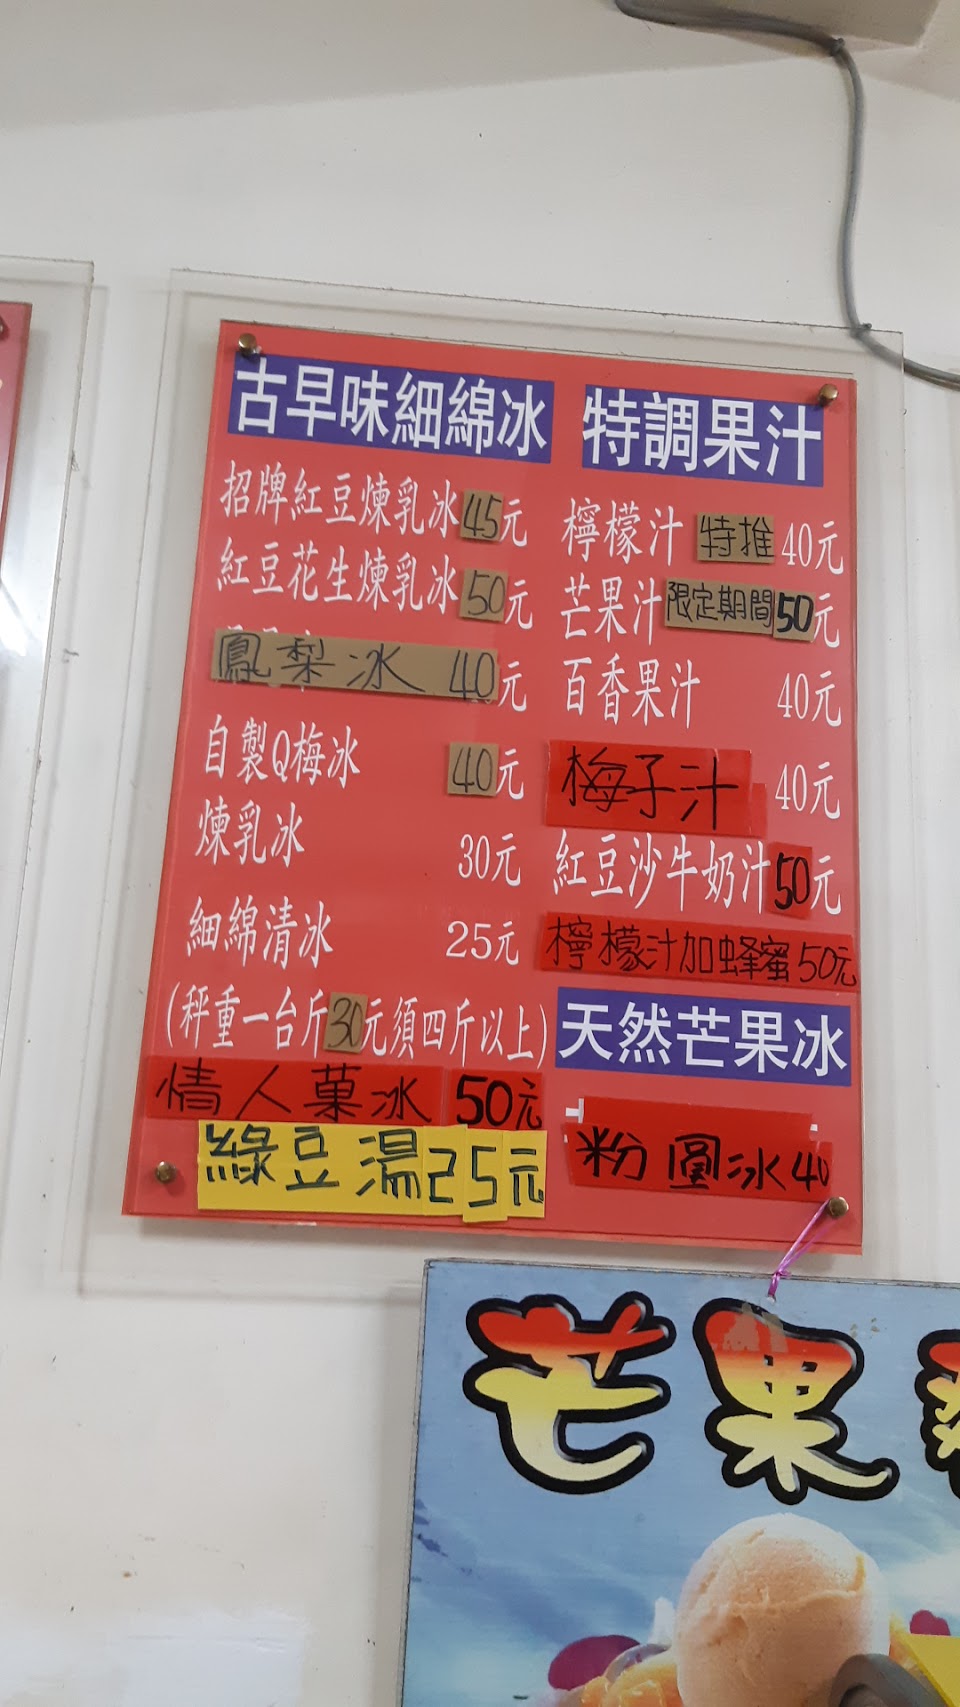 古早味細綿冰
招牌紅豆煉乳冰45元
紅豆花生煉乳冰50元
鳳梨冰 40元
自製Q梅冰 40元
煉乳冰 30元
細綿清冰 25元
(秤重一台斤30元須四斤以上)
情人菓冰 50元
綠豆湯25元
特調果汁
檸檬汁 特推 40元
芒果汁 限定期間50元
百香果汁 40元
梅子汁 40元
紅豆沙牛奶汁50元
檸檬汁加蜂蜜50元
天然芒果冰
粉圓冰40
芒果